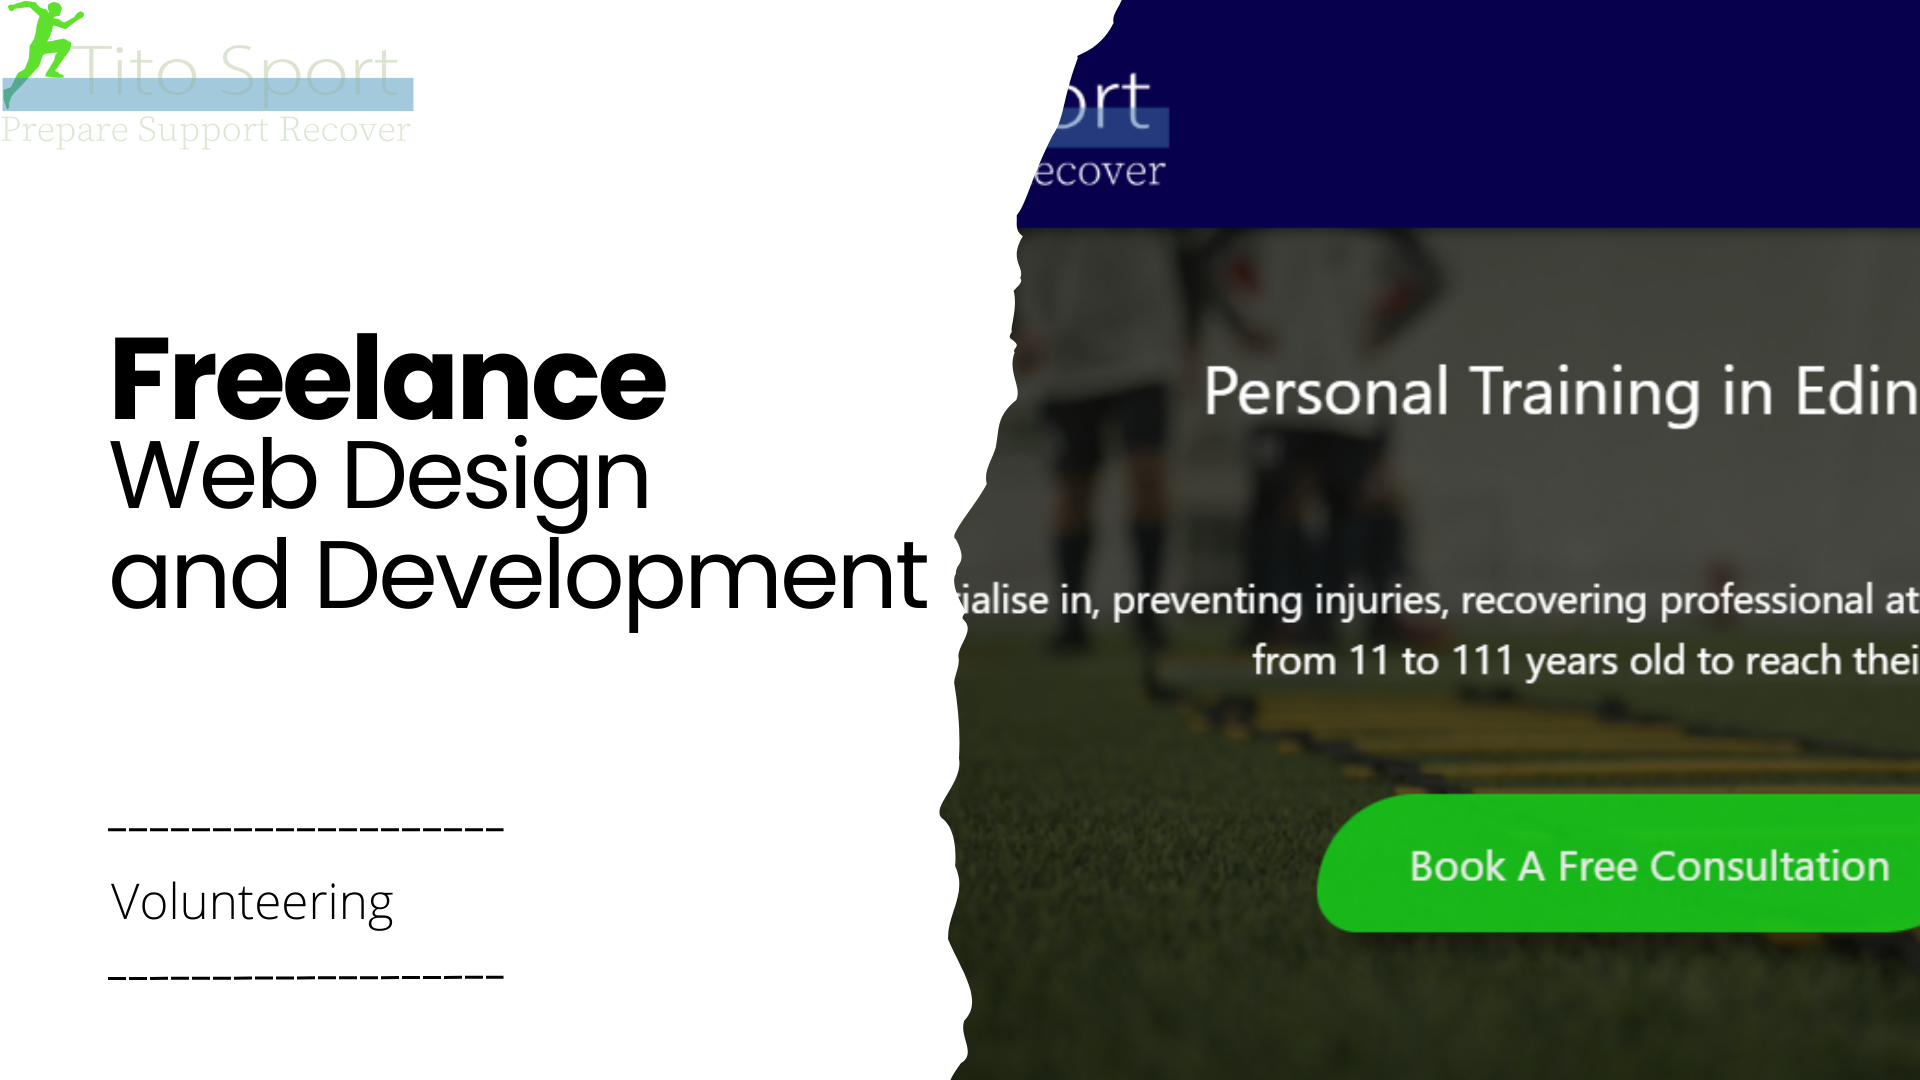 Tito Sport
Prepare Support Recover
Freelance
Web Design
and Development
Volunteering
ort
ecover
Personal Training in Edin
ialise in, preventing injuries, recovering professional at
from 11 to 111 years old to reach thei
Book A Free Consultation